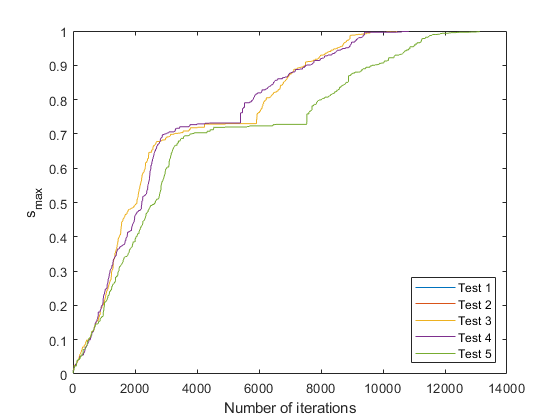 1
0.9
0.8
0.7
0.6
0.5
0.4
0.3
0.2
0.1
0
s_max
0 2000 4000 6000 8000 10000 12000 14000
Number of iterations
Test 1
Test 2
Test 3
Test 4
Test 5